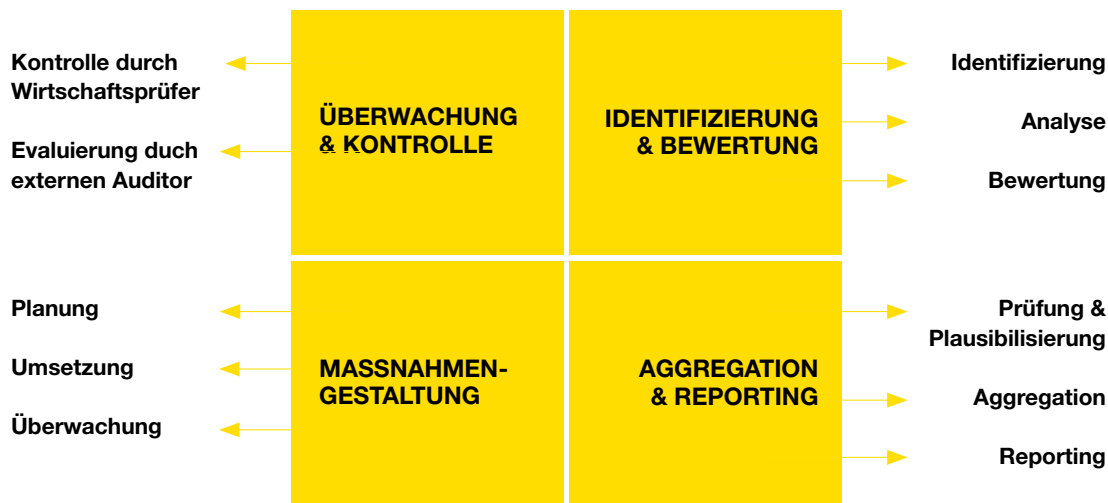 Kontrolle durch
Wirtschaftsprüfer
Evaluierung duch
externen Auditor
ÜBERWACHUNG
& KONTROLLE
IDENTIFIZIERUNG
& BEWERTUNG
Identifizierung
Analyse
Bewertung
Planung
Umsetzung
Überwachung
MASSNAHMEN-
GESTALTUNG
AGGREGATION
& REPORTING
Prüfung &
Plausibilisierung
Aggregation
Reporting